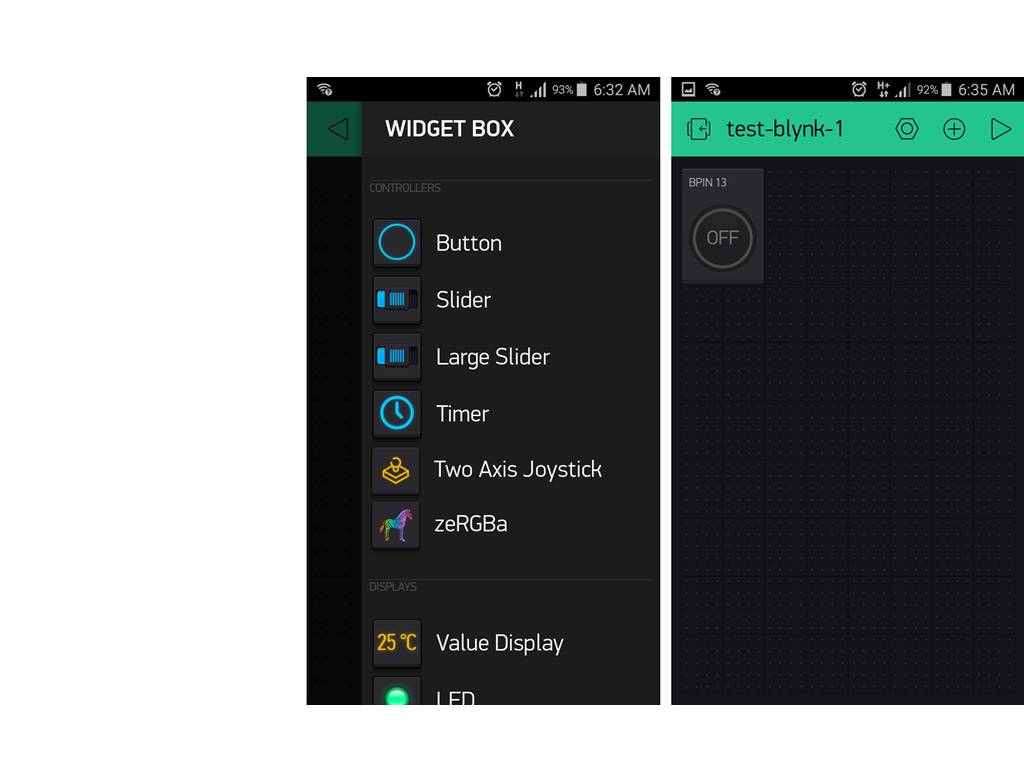 H 93% 6:32 AM
WIDGET BOX
CONTROLLERS
Button
Slider
Large Slider
Timer
Two Axis Joystick
zeRGBa
DISPLAYS
25 °C Value Display
LED
H+ 92% 6:35 AM
test-blynk-1
BPIN 13
OFF